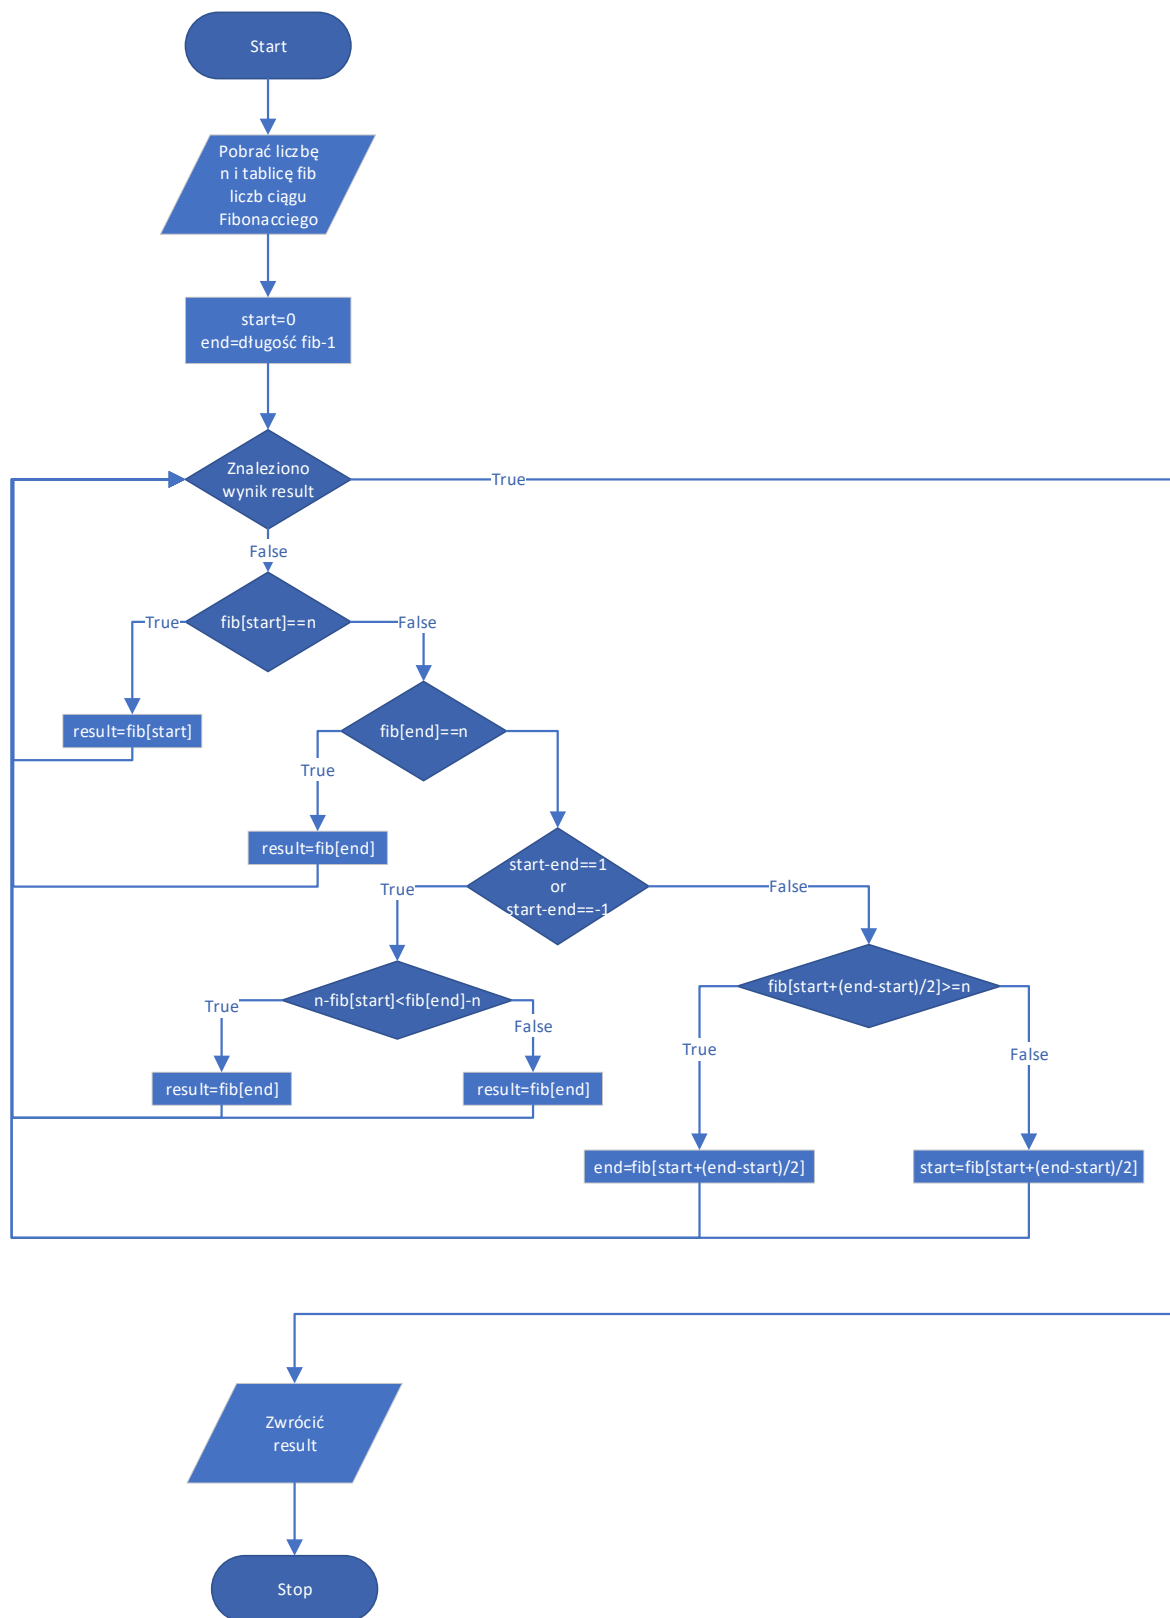 Start
Pobrać liczbę
n i tablicę fib
liczb ciągu
Fibonacciego
start=0
end=długość fib-1
Znaleziono
wynik result
True
False
fib[start]==n
True
False
result=fib[start]
fib[end]==n
True
result=fib[end]
start-end==1
or
start-end==-1
True
False
n-fib[start]<fib[end]-n
fib[start+(end-start)/2]>=n
True
False
True
False
result=fib[end]
result=fib[end]
end=fib[start+(end-start)/2]
start=fib[start+(end-start)/2]
Zwrócić
result
Stop